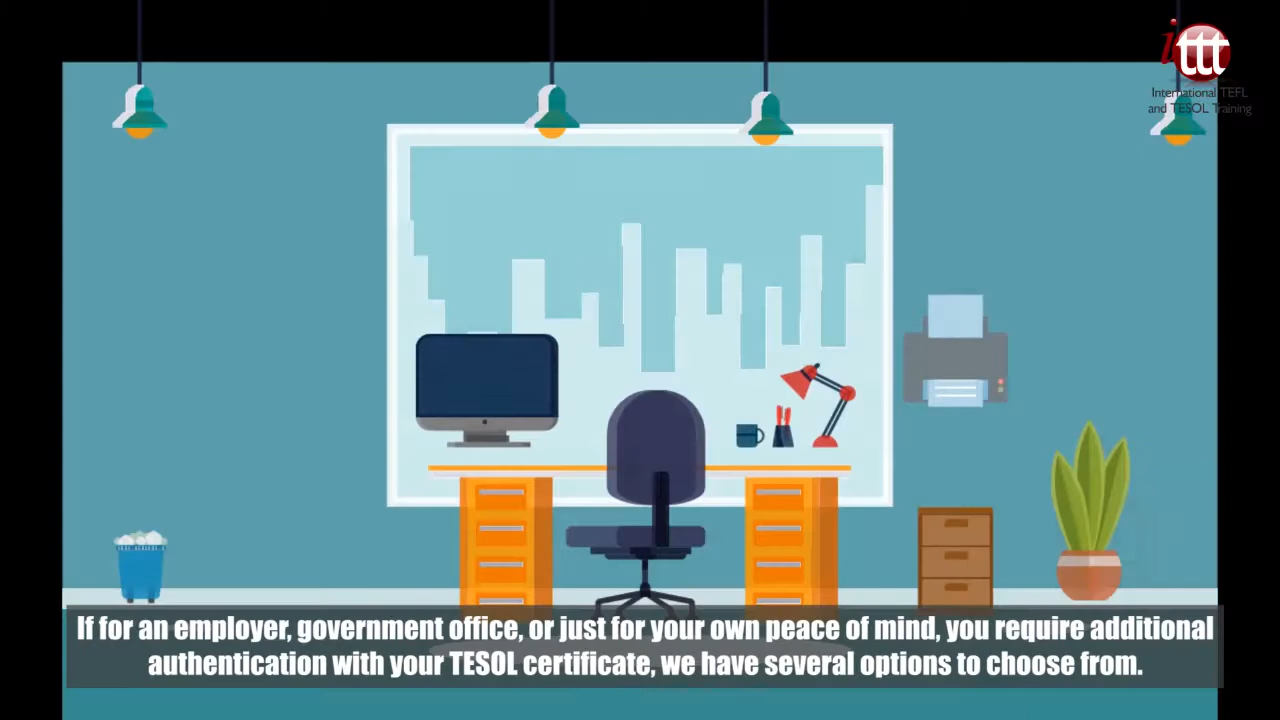 ittt
International TEFL
and TESOL Training
If for an employer, government office, or just for your own peace of mind, you require additional
authentication with your TESOL certificate, we have several options to choose from.